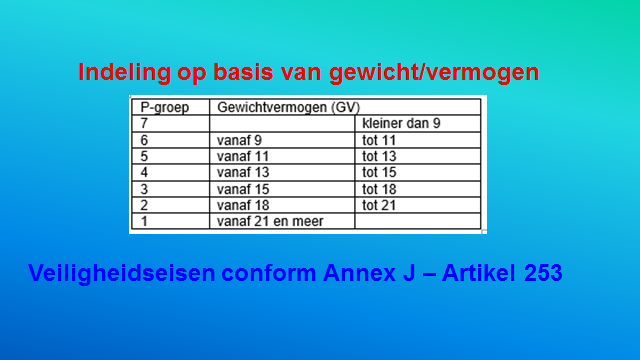 Indeling op basis van gewicht/vermogen
P-groep Gewichtvermogen (GV)
7 kleiner dan 9
6 vanaf 9 tot 11
5 vanaf 11 tot 13
4 vanaf 13 tot 15
3 vanaf 15 tot 18
2 vanaf 18 tot 21
1 vanaf 21 en meer
Veiligheidseisen conform Annex J – Artikel 253